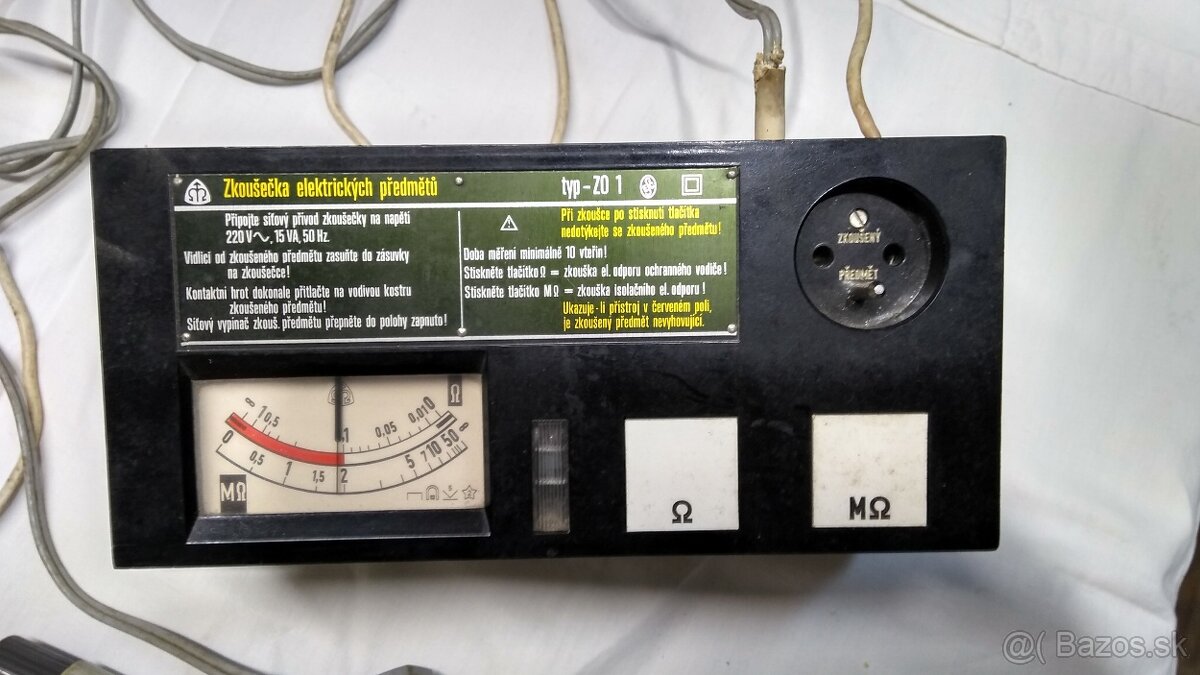 Zkoušečka elektrických předmětů
typ-ZO 1
Připojte síťový přívod zkoušečky na napětí
220 V~, 15 VA, 50 Hz.
Vidlici od zkoušeného předmětu zasuňte do zásuvky
na zkoušečce!
Kontaktní hrot dokonale přitlačte na vodivou kostru
zkoušeného předmětu!
Síťový vypínač zkouš. předmětu přepněte do polohy zapnuto!
Při zkoušce po stisknutí tlačítka
nedotýkejte se zkoušeného předmětu!
Doba měření minimálně 10 vteřin!
Stiskněte tlačítko Ω = zkouška el. odporu ochranného vodiče!
Stiskněte tlačítko MΩ = zkouška isolačního el. odporu!
Ukazuje-li přístroj v červeném poli,
je zkoušený předmět nevyhovující.
ZKOUŠENÝ
PŘEDMĚT
Ω
∞ 1 0,5 0,1 0,05 0,01 0
0 0,5 1 1,5 2 5 7 10 50 ∞
MΩ
Ω
MΩ
@( Bazos.sk